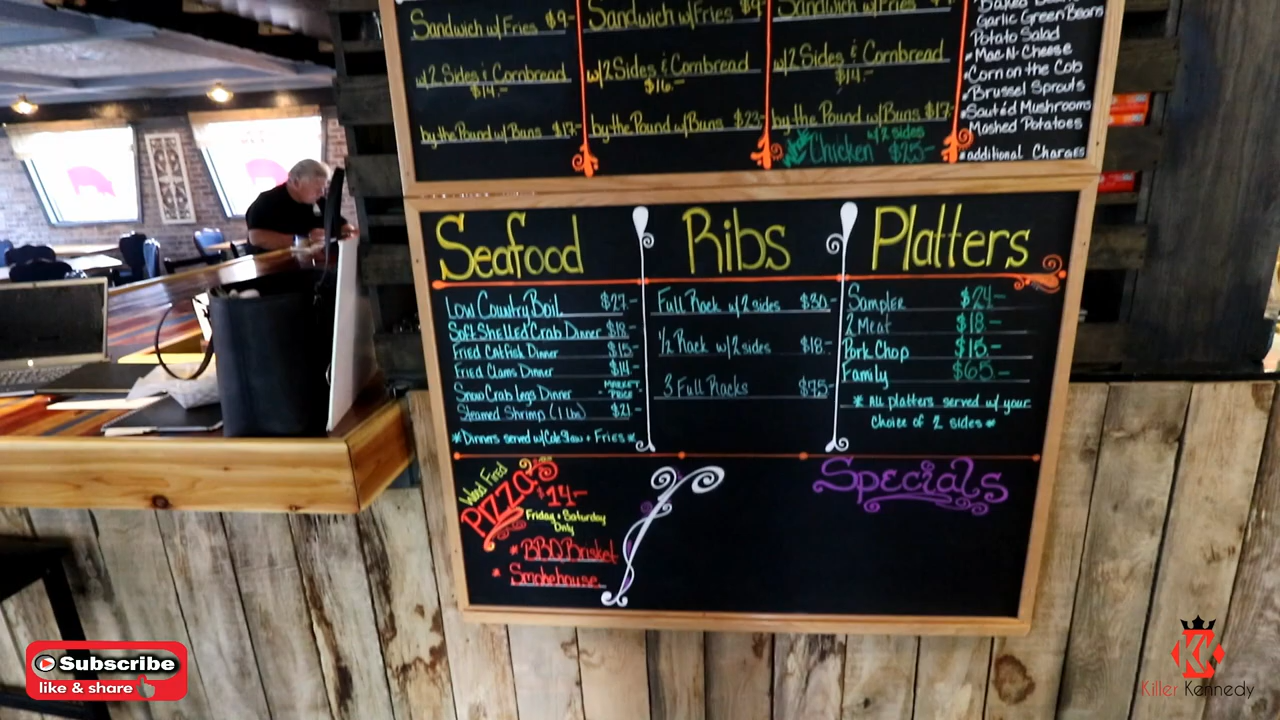 Sandwich w/Fries $9-
w/2 Sides & Cornbread
$14.-
by the Pound w/Buns $17-
Sandwich w/Fries $9-
w/2 Sides & Cornbread
$16-
by the Pound w/Buns $23-
Sandwich w/Fries
w/2 Sides & Cornbread
$14.-
by the Pound w/Buns $17-
Chicken w/2 sides
$25-
Baked Beans
Garlic Green Beans
Potato Salad
*Mac-N-Cheese
*Corn on the Cob
*Brussel Sprouts
*Sautéd Mushrooms
Mashed Potatoes
*additional Charges
Seafood
Low Country Boil $27-
Soft Shelled Crab Dinner $18-
Fried Catfish Dinner $15-
Fried Clams Dinner $14-
Snow Crab Legs Dinner - MARKET PRICE
Steamed Shrimp (1 lb) $21-
*Dinners served w/Cole Slaw & Fries*
Ribs
Full Rack w/2 sides $30-
1/2 Rack w/2 sides $18-
3 Full Racks $75-
Platters
Sampler $24-
2 Meat $18-
Pork Chop $15-
Family $65-
* All platters served w/ your
Choice of 2 sides *
Wood Fired
Pizza $14-
Friday & Saturday
Only
* BBQ Brisket
* Smokehouse
Specials
Subscribe
like & share
KC
Killer Kennedy